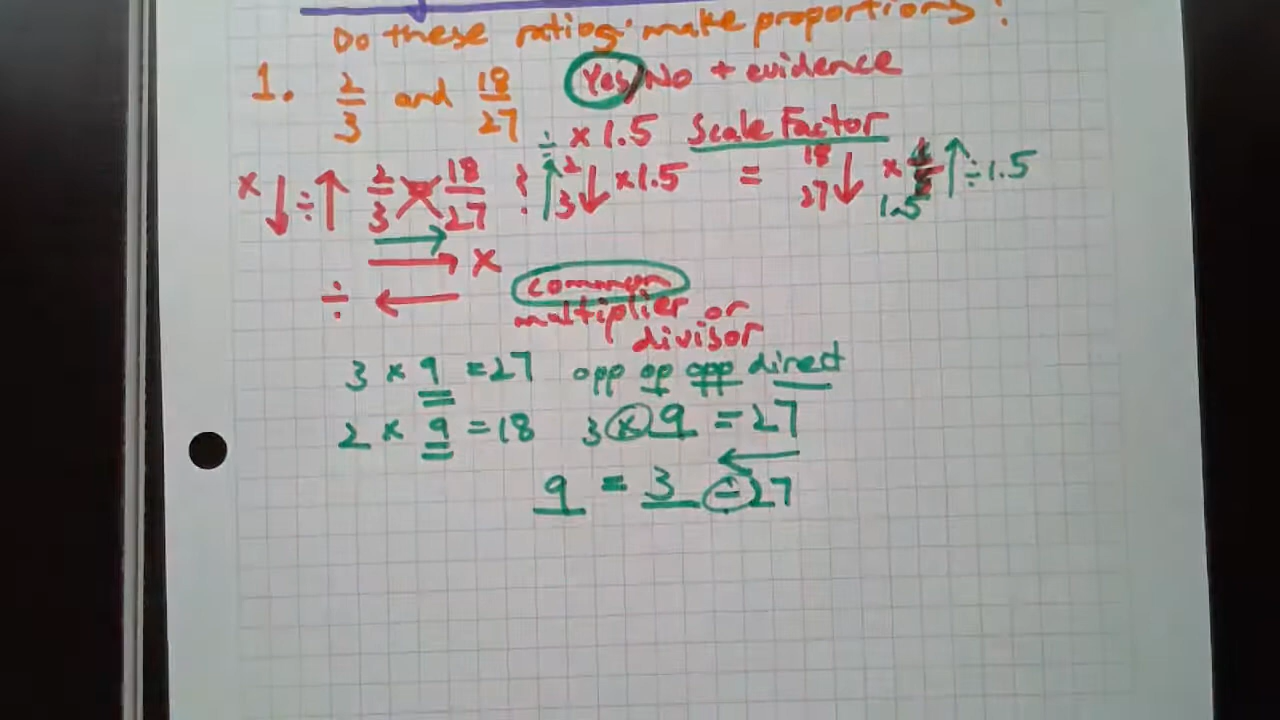 Do these ratios make proportions?
1. 2/3 and 18/27 Yes/No + evidence
÷ × 1.5 Scale Factor
× ÷ 2/3 18/27 ? 2/3 ×1.5 = 18/27 × 1.5 ÷1.5
×
÷
common
multiplier or
divisor
3 × 9 = 27 opp op opp direct
2 × 9 = 18 3 × 9 = 27
9 = 3 ÷ 27